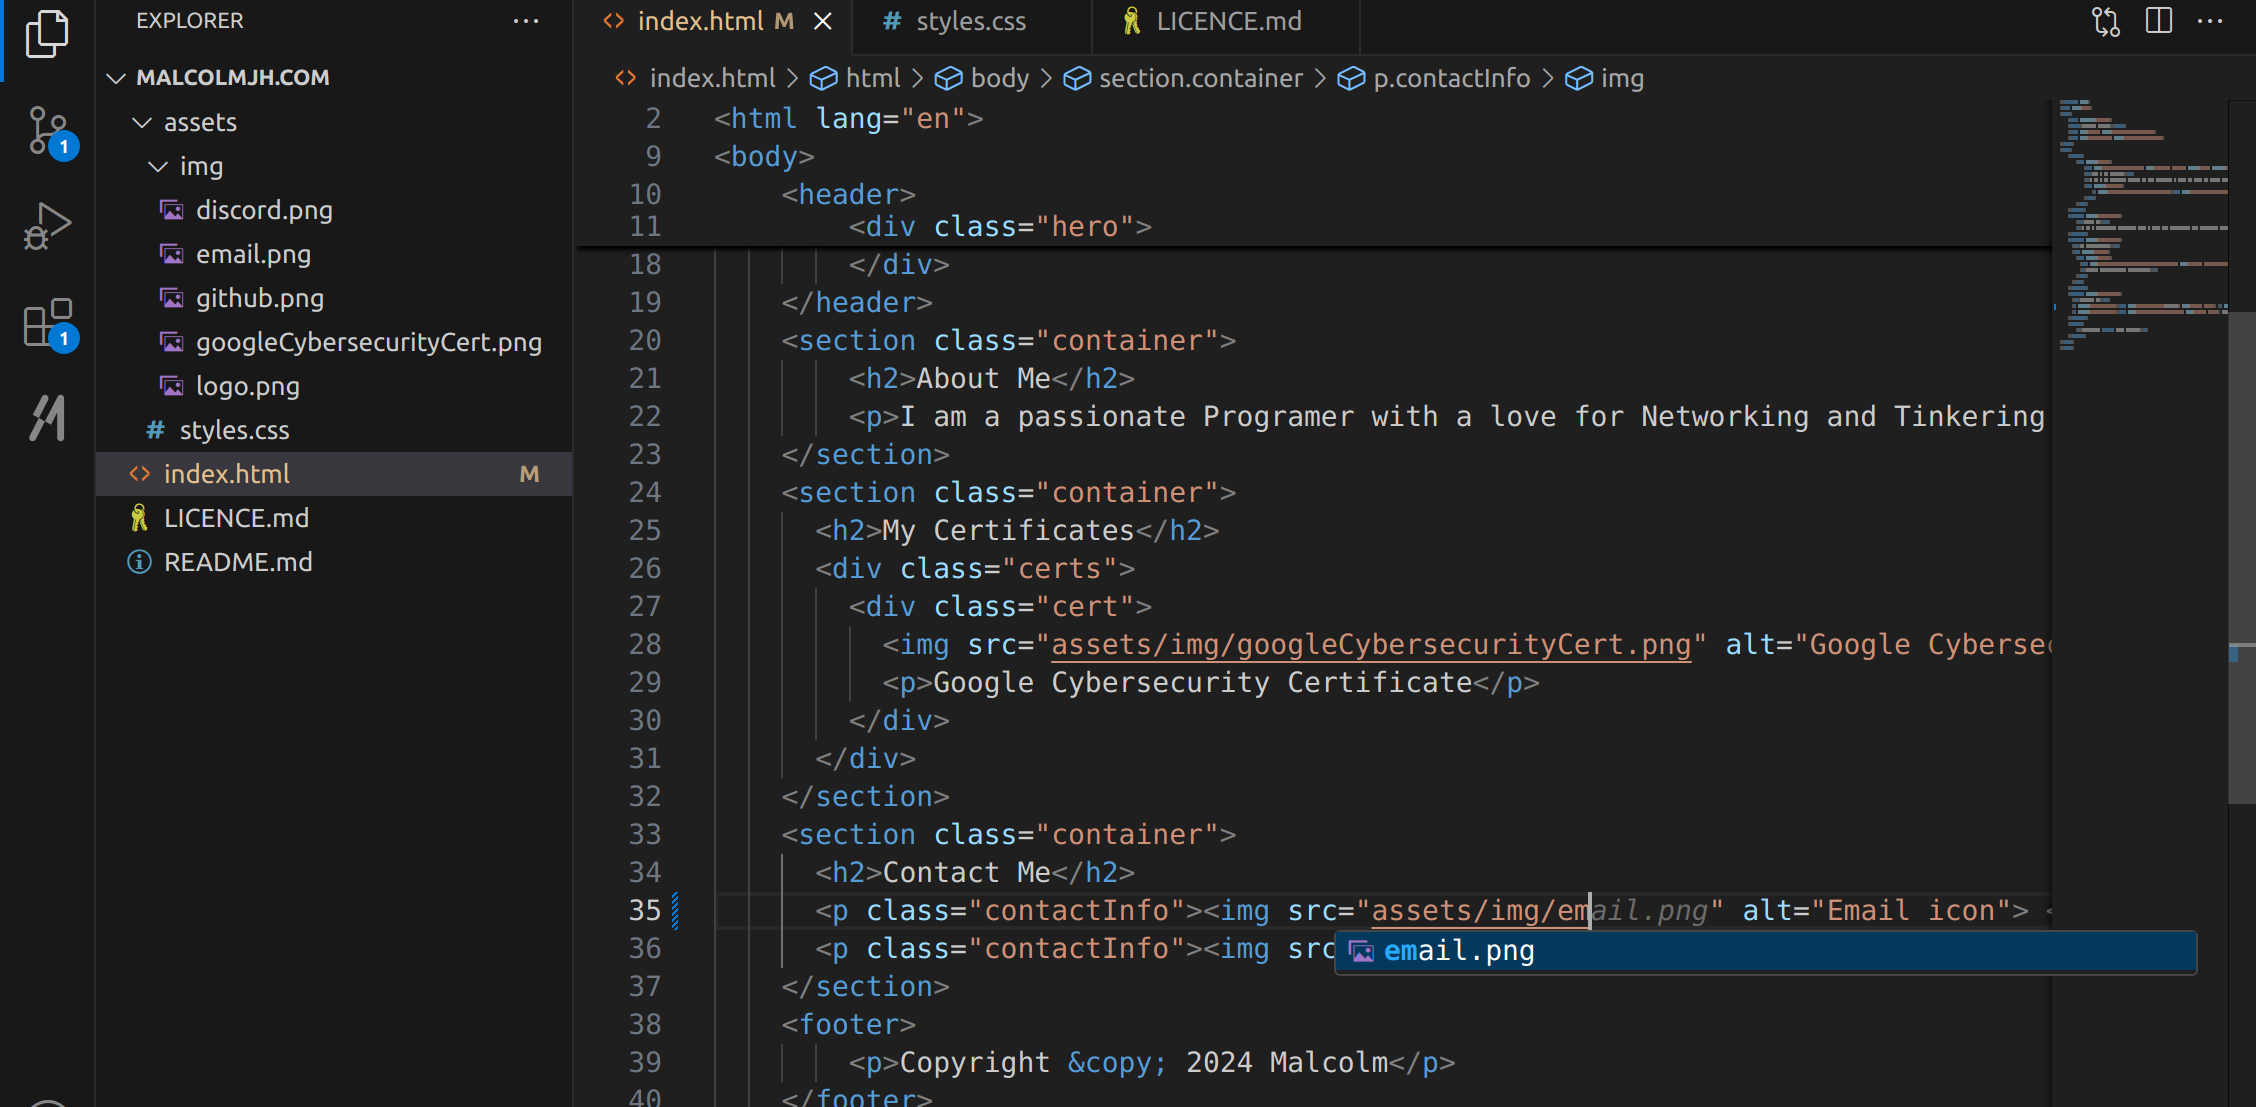 EXPLORER
MALCOLMJH.COM
assets
img
discord.png
email.png
github.png
googleCybersecurityCert.png
logo.png
styles.css
index.html M
LICENCE.md
README.md
1
1
index.html M
styles.css
LICENCE.md
index.html > html > body > section.container > p.contactInfo > img
2 <html lang="en">
9 <body>
10 <header>
11 <div class="hero">
18 </div>
19 </header>
20 <section class="container">
21 <h2>About Me</h2>
22 <p>I am a passionate Programer with a love for Networking and Tinkering
23 </section>
24 <section class="container">
25 <h2>My Certificates</h2>
26 <div class="certs">
27 <div class="cert">
28 <img src="assets/img/googleCybersecurityCert.png" alt="Google Cybersec
29 <p>Google Cybersecurity Certificate</p>
30 </div>
31 </div>
32 </section>
33 <section class="container">
34 <h2>Contact Me</h2>
35 <p class="contactInfo"><img src="assets/img/email.png" alt="Email icon"> <
36 <p class="contactInfo"><img src
email.png
37 </section>
38 <footer>
39 <p>Copyright &copy; 2024 Malcolm</p>
40 </footer>